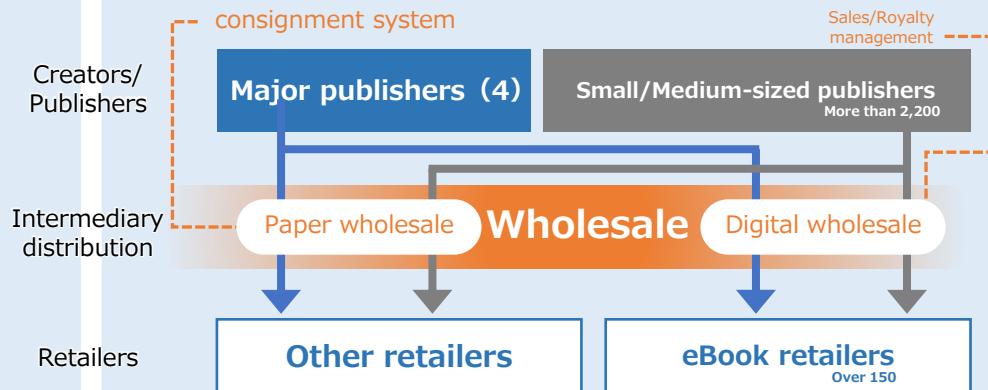 consignment system
Sales/Royalty
management
Creators/
Publishers
Major publishers（4）
Small/Medium-sized publishers
More than 2,200
Intermediary
distribution
Paper wholesale
Wholesale
Digital wholesale
Retailers
Other retailers
eBook retailers
Over 150